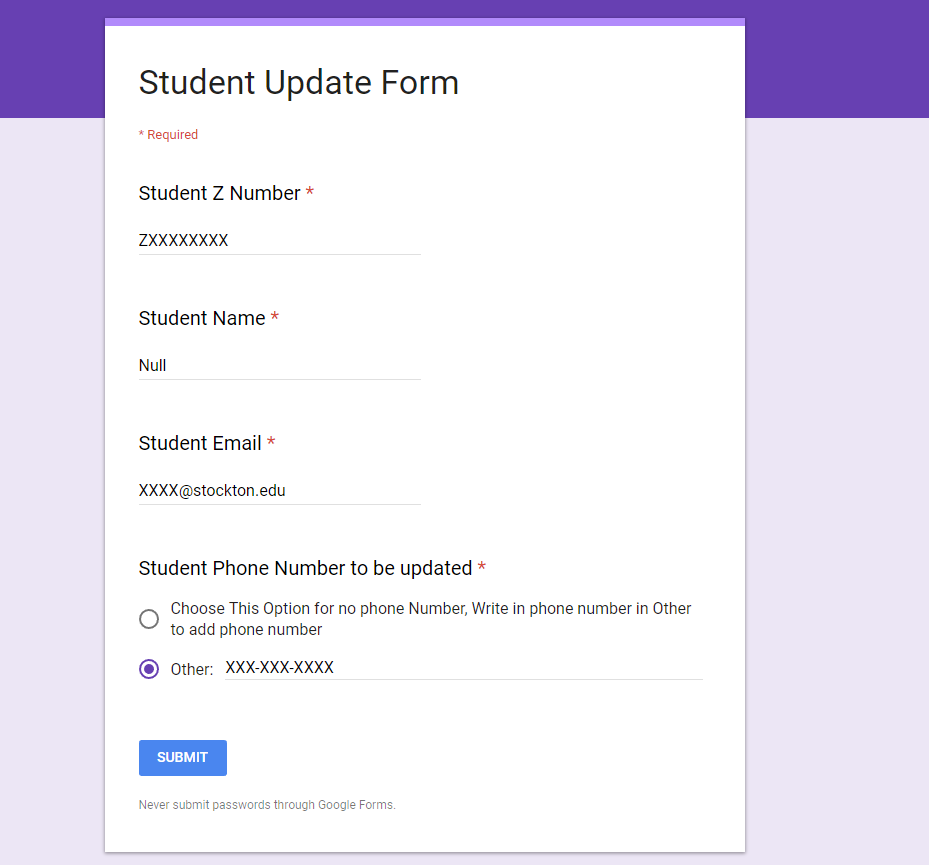 Student Update Form
* Required
Student Z Number *
ZXXXXXXXX
Student Name *
Null
Student Email *
XXXX@stockton.edu
Student Phone Number to be updated *
Choose This Option for no phone Number, Write in phone number in Other
to add phone number
Other: XXX-XXX-XXXX
SUBMIT
Never submit passwords through Google Forms.